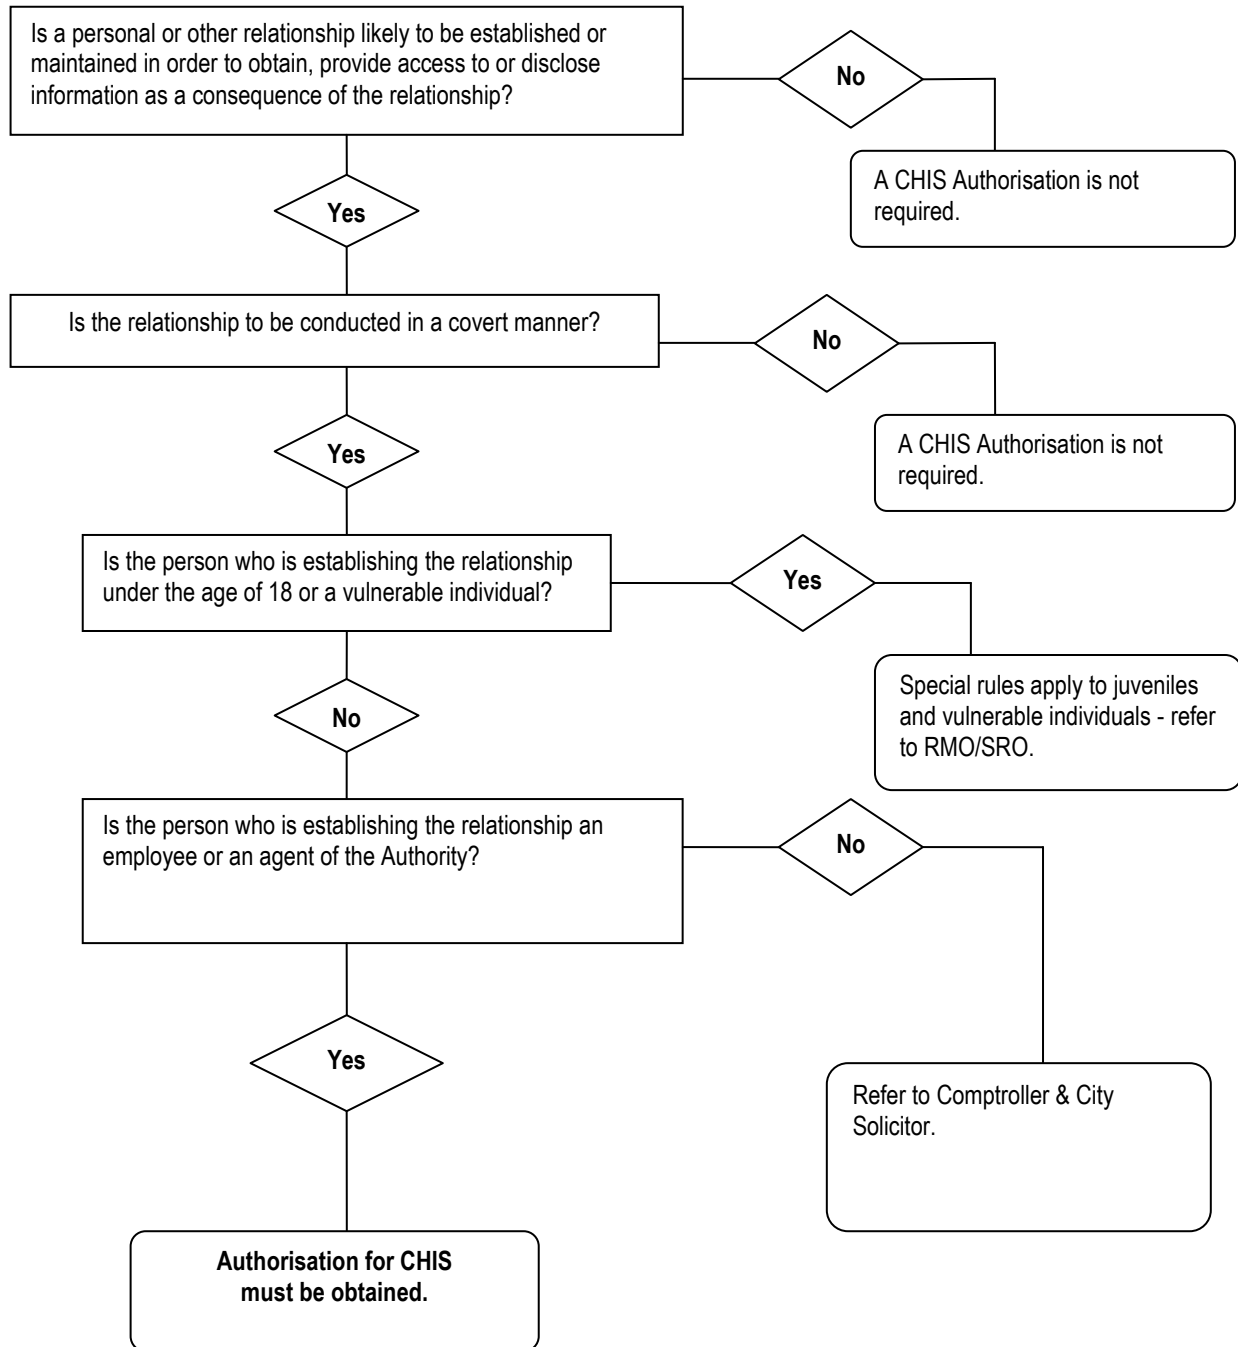 Is a personal or other relationship likely to be established or
maintained in order to obtain, provide access to or disclose
information as a consequence of the relationship?
No
A CHIS Authorisation is not
required.
Yes
Is the relationship to be conducted in a covert manner?
No
A CHIS Authorisation is not
required.
Yes
Is the person who is establishing the relationship
under the age of 18 or a vulnerable individual?
Yes
Special rules apply to juveniles
and vulnerable individuals - refer
to RMO/SRO.
No
Is the person who is establishing the relationship an
employee or an agent of the Authority?
No
Refer to Comptroller & City
Solicitor.
Yes
Authorisation for CHIS
must be obtained.